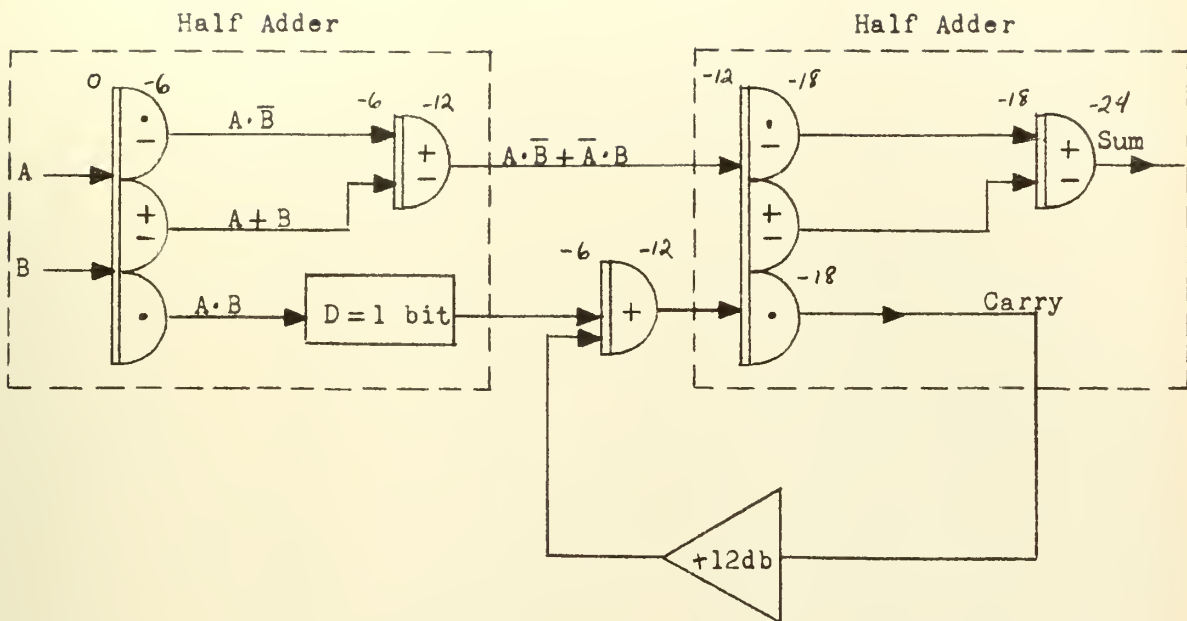 Half Adder
Half Adder
0
-6
·
−
A·B̅
-6
-12
+
−
A·B̅ + A̅·B
-12
-18
·
−
-18
-24
+
−
Sum
A
+
−
A + B
+
−
B
-6
-12
·
A·B
D = 1 bit
+
-18
·
Carry
+12db